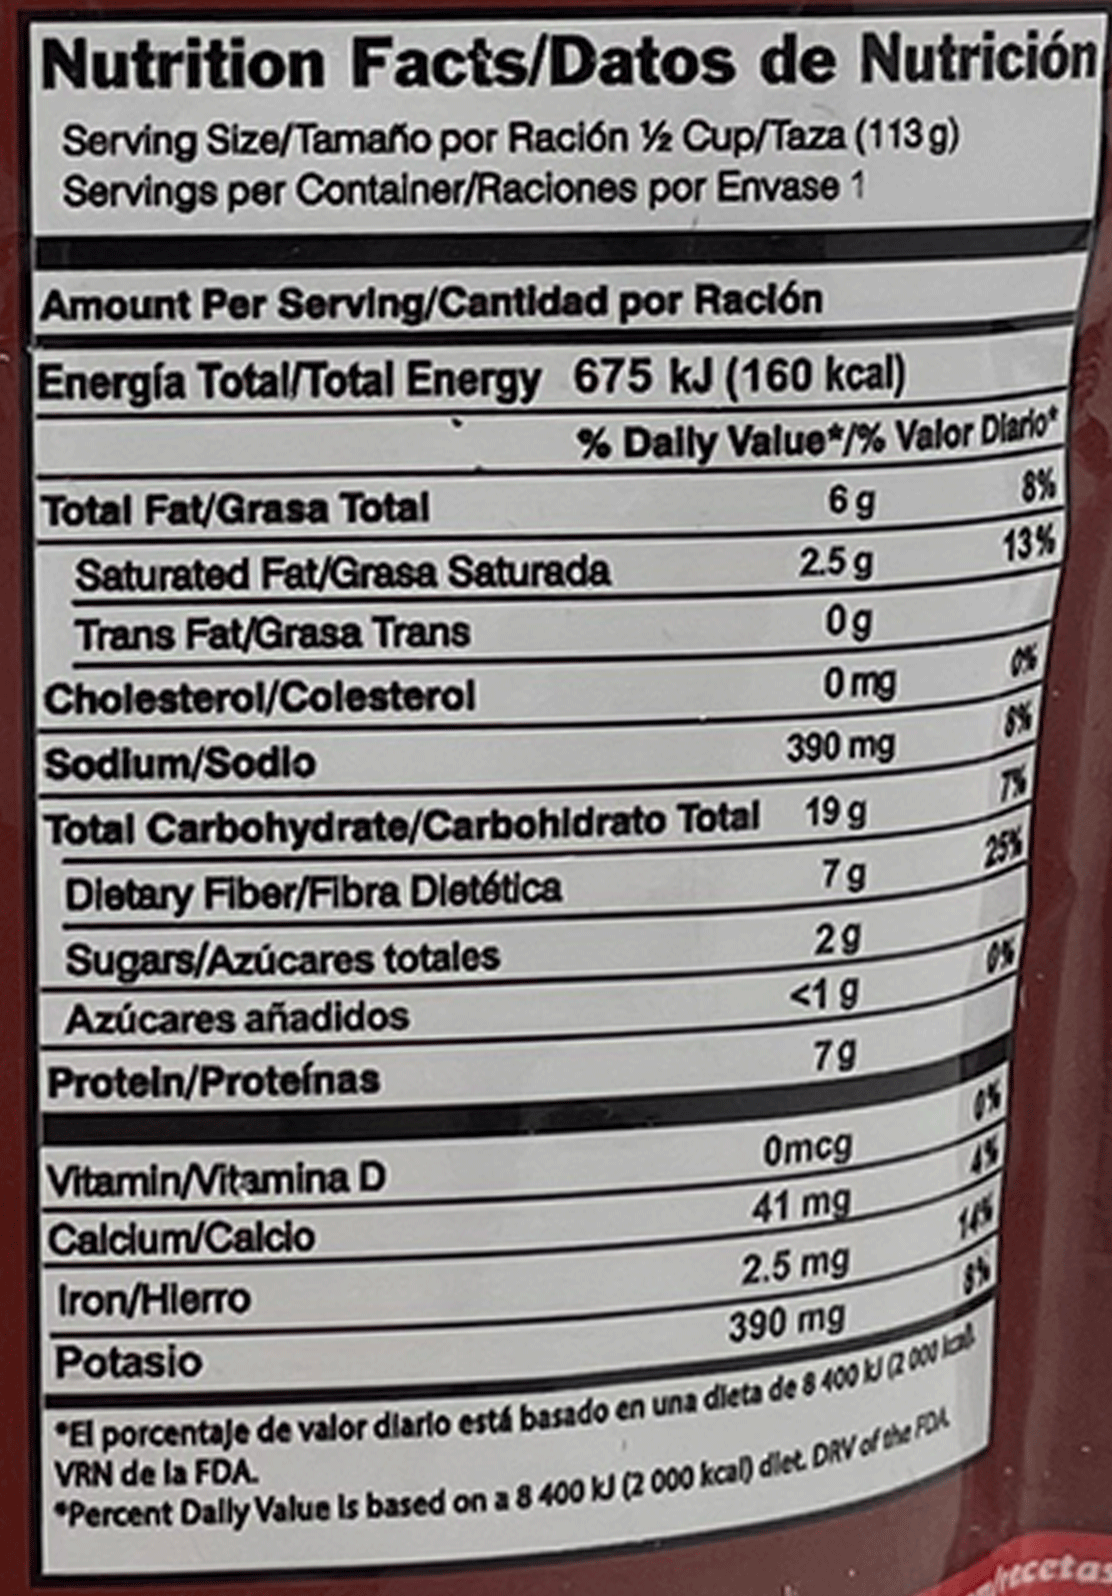 Nutrition Facts/Datos de Nutrición
Serving Size/Tamaño por Ración ½ Cup/Taza (113 g)
Servings per Container/Raciones por Envase 1
Amount Per Serving/Cantidad por Ración
Energía Total/Total Energy 675 kJ (160 kcal)
% Daily Value*/% Valor Diario*
Total Fat/Grasa Total 6 g 8%
Saturated Fat/Grasa Saturada 2.5 g 13%
Trans Fat/Grasa Trans 0 g
Cholesterol/Colesterol 0 mg 0%
Sodium/Sodio 390 mg 8%
Total Carbohydrate/Carbohidrato Total 19 g 7%
Dietary Fiber/Fibra Dietética 7 g 25%
Sugars/Azúcares totales 2 g
Azúcares añadidos <1 g 0%
Protein/Proteínas 7 g
Vitamin/Vitamina D 0mcg 0%
Calcium/Calcio 41 mg 4%
Iron/Hierro 2.5 mg 14%
Potasio 390 mg 8%
*El porcentaje de valor diario está basado en una dieta de 8 400 kJ (2 000 kcal).
VRN de la FDA.
*Percent Daily Value is based on a 8 400 kJ (2 000 kcal) diet. DRV of the FDA.
/recetas